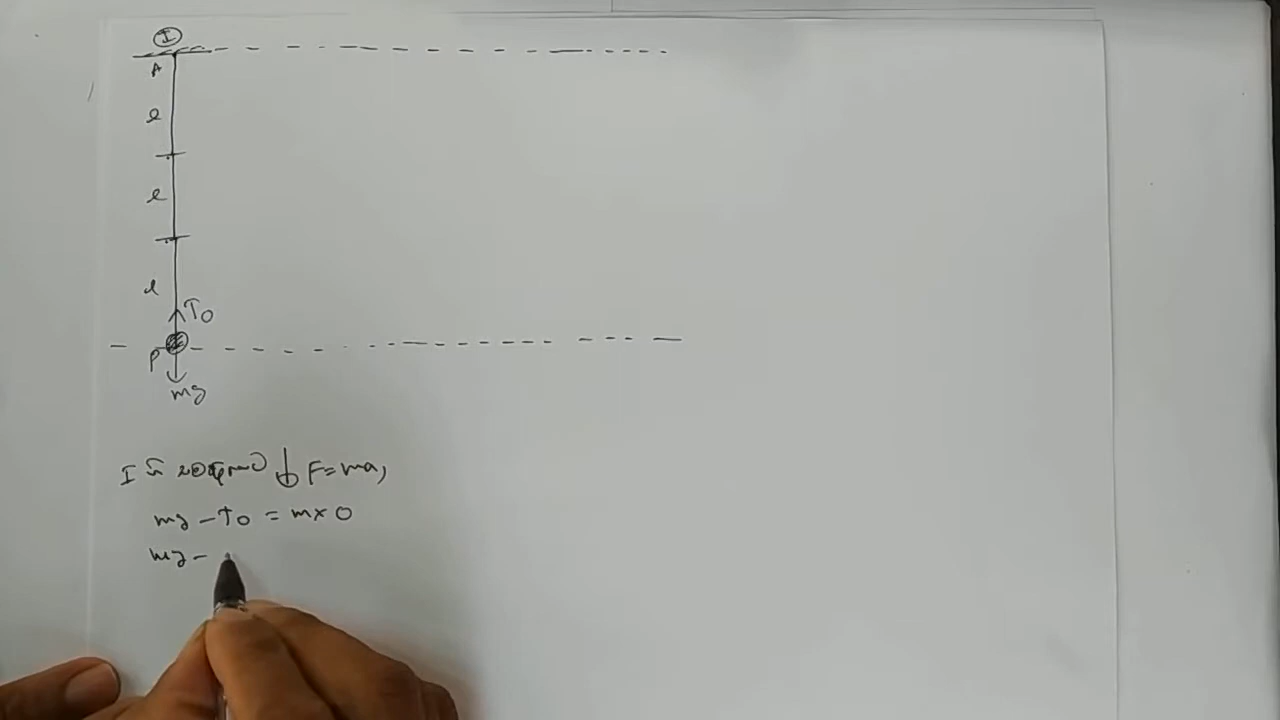 I
A
l
l
l
T₀
P
mg
I F=ma,
mg – T₀ = m×0
mg –